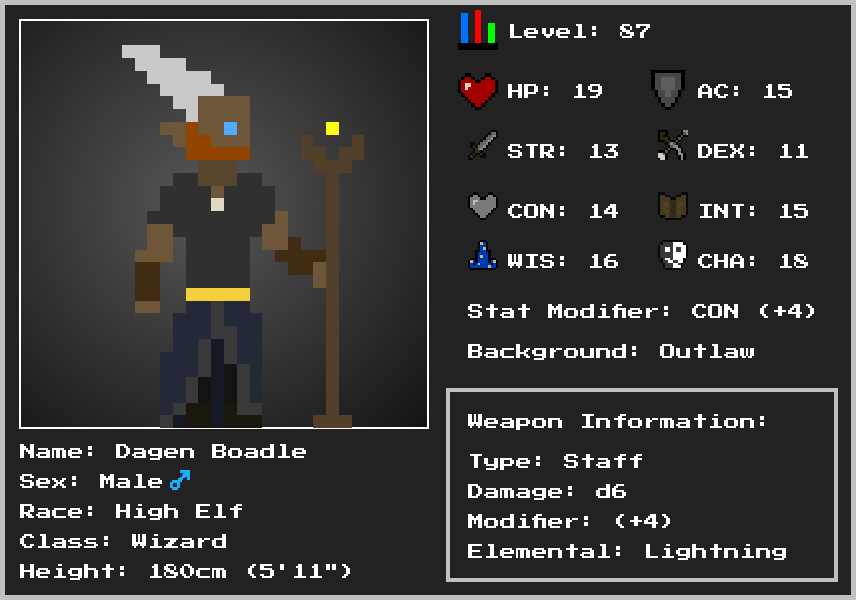 Level: 87
HP: 19 AC: 15
STR: 13 DEX: 11
CON: 14 INT: 15
WIS: 16 CHA: 18
Stat Modifier: CON (+4)
Background: Outlaw
Weapon Information:
Type: Staff
Damage: d6
Modifier: (+4)
Elemental: Lightning
Name: Dagen Boadle
Sex: Male ♂
Race: High Elf
Class: Wizard
Height: 180cm (5'11")